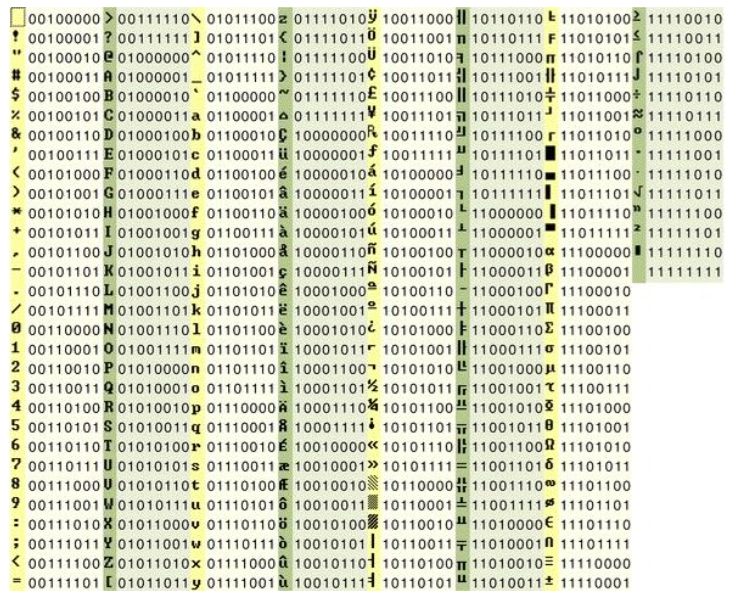 00100000 > 00111110 \ 01011100 z 01111010 ÿ 10011000 ╢ 10110110 ╘ 11010100 ≥ 11110010
! 00100001 ? 00111111 ] 01011101 { 01111011 Ö 10011001 ╖ 10110111 ╒ 11010101 ≤ 11110011
" 00100010 @ 01000000 ^ 01011110 | 01111100 Ü 10011010 ╕ 10111000 ╓ 11010110 ⌠ 11110100
# 00100011 A 01000001 _ 01011111 } 01111101 ¢ 10011011 ╣ 10111001 ╫ 11010111 ⌡ 11110101
$ 00100100 B 01000010 ` 01100000 ~ 01111110 £ 10011100 ║ 10111010 ╪ 11011000 ÷ 11110110
% 00100101 C 01000011 a 01100001 ⌂ 01111111 ¥ 10011101 ╗ 10111011 ┘ 11011001 ≈ 11110111
& 00100110 D 01000100 b 01100010 Ç 10000000 ₧ 10011110 ╝ 10111100 ┌ 11011010 ° 11111000
' 00100111 E 01000101 c 01100011 ü 10000001 ƒ 10011111 ╜ 10111101 █ 11011011 ∙ 11111001
( 00101000 F 01000110 d 01100100 é 10000010 á 10100000 ╛ 10111110 ▄ 11011100 · 11111010
) 00101001 G 01000111 e 01100101 â 10000011 í 10100001 ┐ 10111111 ▌ 11011101 √ 11111011
* 00101010 H 01001000 f 01100110 ä 10000100 ó 10100010 └ 11000000 ▐ 11011110 ⁿ 11111100
+ 00101011 I 01001001 g 01100111 à 10000101 ú 10100011 ┴ 11000001 ▀ 11011111 ² 11111101
, 00101100 J 01001010 h 01101000 å 10000110 ñ 10100100 ┬ 11000010 α 11100000 ■ 11111110
- 00101101 K 01001011 i 01101001 ç 10000111 Ñ 10100101 ├ 11000011 β 11100001 11111111
. 00101110 L 01001100 j 01101010 ê 10001000 ª 10100110 ─ 11000100 Γ 11100010
/ 00101111 M 01001101 k 01101011 ë 10001001 º 10100111 ┼ 11000101 π 11100011
0 00110000 N 01001110 l 01101100 è 10001010 ¿ 10101000 ╞ 11000110 Σ 11100100
1 00110001 O 01001111 m 01101101 ï 10001011 ⌐ 10101001 ╟ 11000111 σ 11100101
2 00110010 P 01010000 n 01101110 î 10001100 ¬ 10101010 ╚ 11001000 µ 11100110
3 00110011 Q 01010001 o 01101111 ì 10001101 ½ 10101011 ╔ 11001001 τ 11100111
4 00110100 R 01010010 p 01110000 Ä 10001110 ¼ 10101100 ╩ 11001010 Φ 11101000
5 00110101 S 01010011 q 01110001 Å 10001111 ¡ 10101101 ╦ 11001011 Θ 11101001
6 00110110 T 01010100 r 01110010 É 10010000 « 10101110 ╠ 11001100 Ω 11101010
7 00110111 U 01010101 s 01110011 æ 10010001 » 10101111 ═ 11001101 δ 11101011
8 00111000 V 01010110 t 01110100 Æ 10010010 ░ 10110000 ╬ 11001110 ∞ 11101100
9 00111001 W 01010111 u 01110101 ô 10010011 ▒ 10110001 ╧ 11001111 φ 11101101
: 00111010 X 01011000 v 01110110 ö 10010100 ▓ 10110010 ╨ 11010000 ε 11101110
; 00111011 Y 01011001 w 01110111 ò 10010101 │ 10110011 ╤ 11010001 ∩ 11101111
< 00111100 Z 01011010 x 01111000 û 10010110 ┤ 10110100 ╥ 11010010 ≡ 11110000
= 00111101 [ 01011011 y 01111001 ù 10010111 ╡ 10110101 ╙ 11010011 ± 11110001